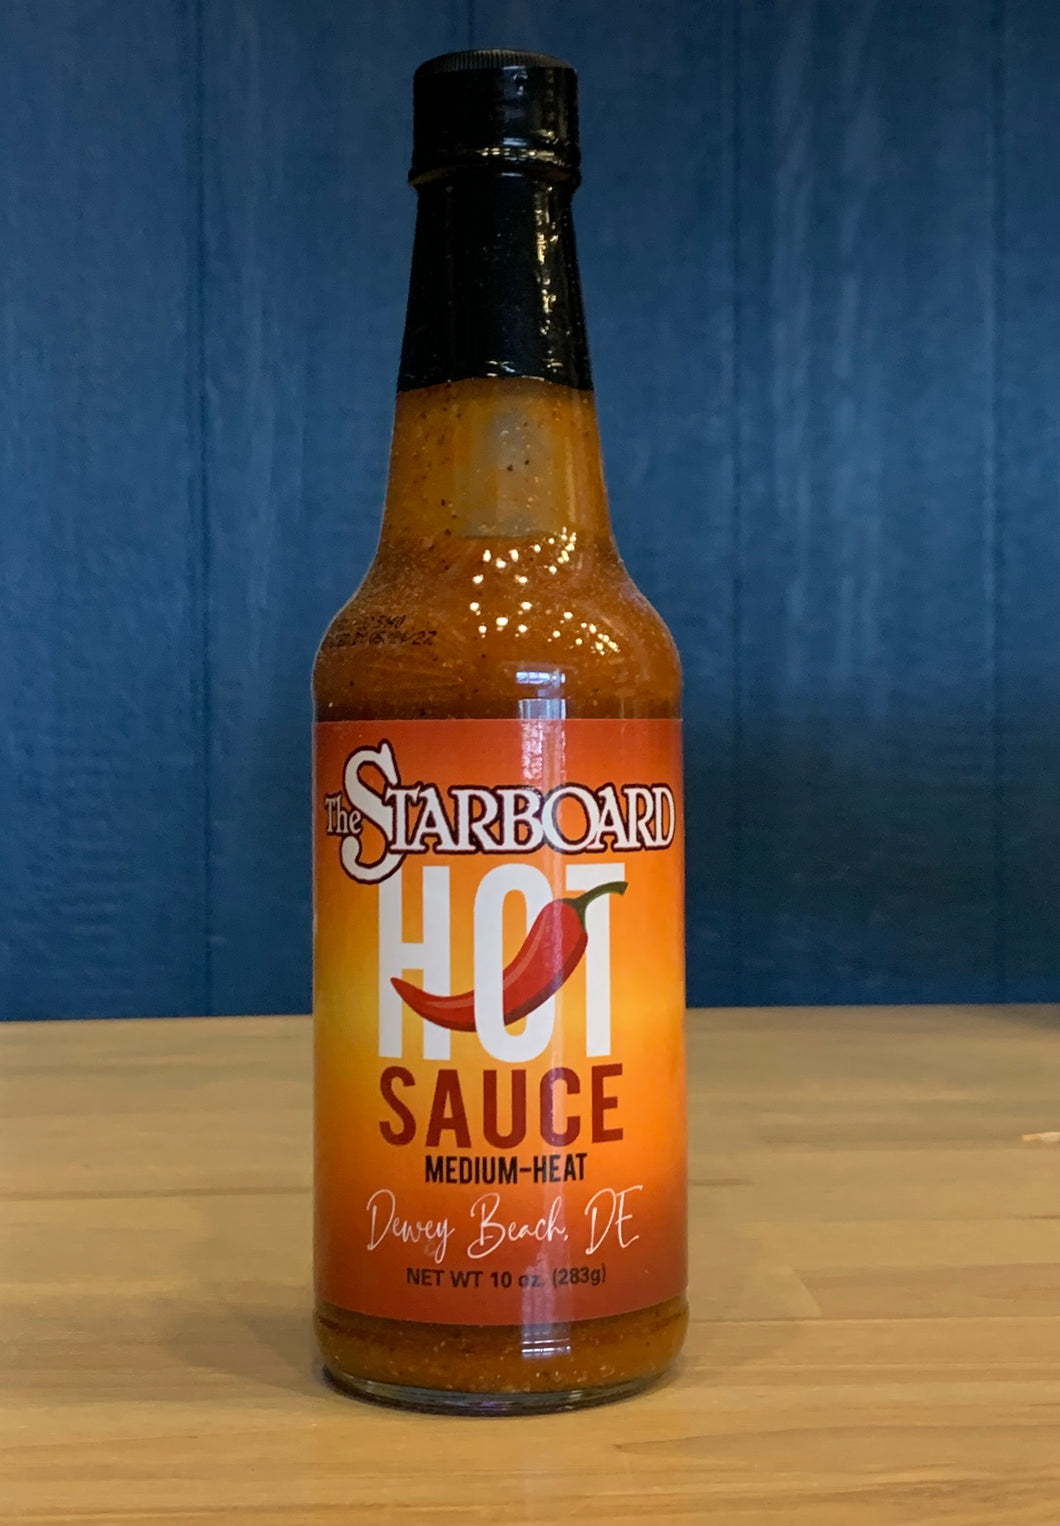 The STARBOARD
HOT
SAUCE
MEDIUM-HEAT
Dewey Beach, DE
NET WT 10 oz. (283g)